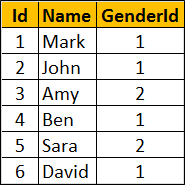 Id Name GenderId
1 Mark 1
2 John 1
3 Amy 2
4 Ben 1
5 Sara 2
6 David 1